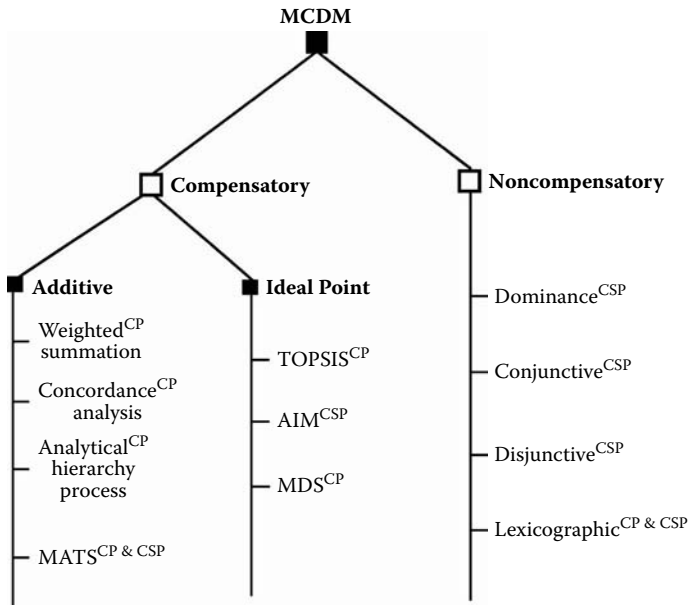 MCDM
Compensatory
Noncompensatory
Additive
Weighted^CP
summation
Concordance^CP
analysis
Analytical^CP
hierarchy
process
MATS^CP & CSP
Ideal Point
TOPSIS^CP
AIM^CSP
MDS^CP
Dominance^CSP
Conjunctive^CSP
Disjunctive^CSP
Lexicographic^CP & CSP